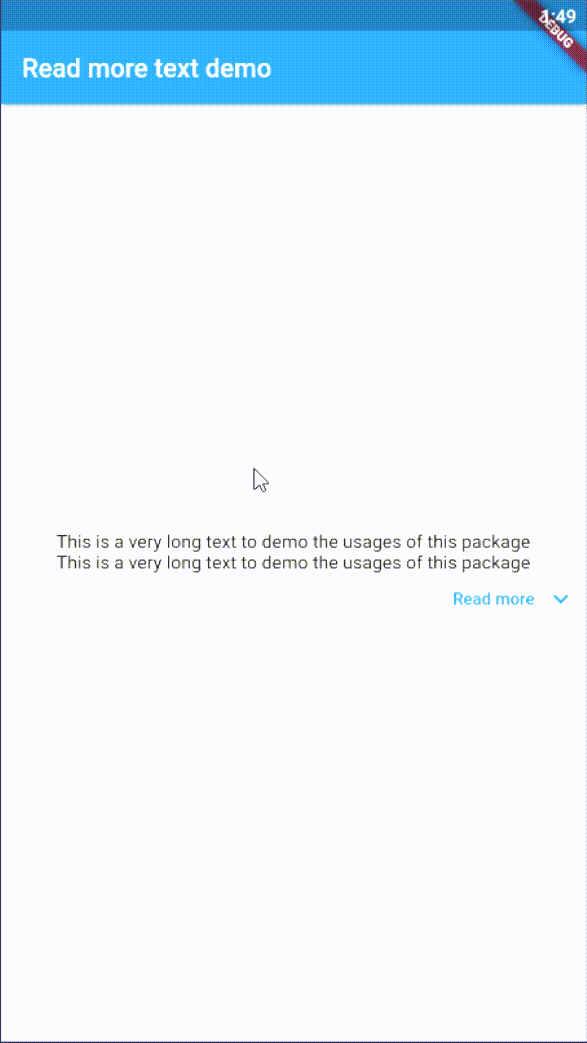 1:49
DEBUG
Read more text demo
This is a very long text to demo the usages of this package
This is a very long text to demo the usages of this package
Read more